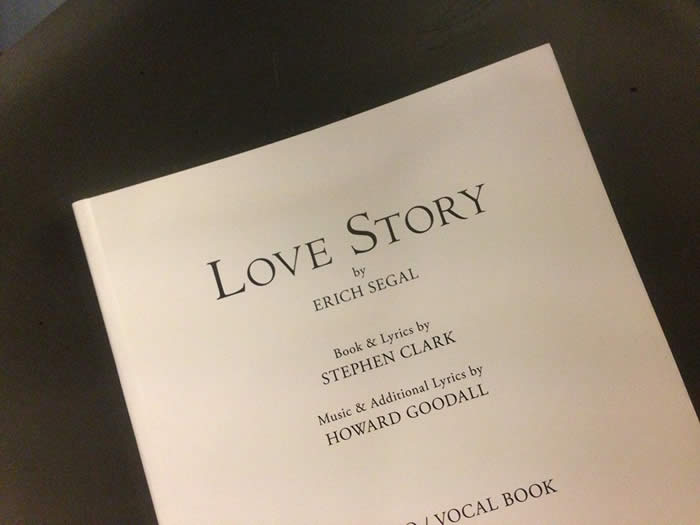 LOVE STORY
by
ERICH SEGAL
Book & Lyrics by
STEPHEN CLARK
Music & Additional Lyrics by
HOWARD GOODALL
/ VOCAL BOOK